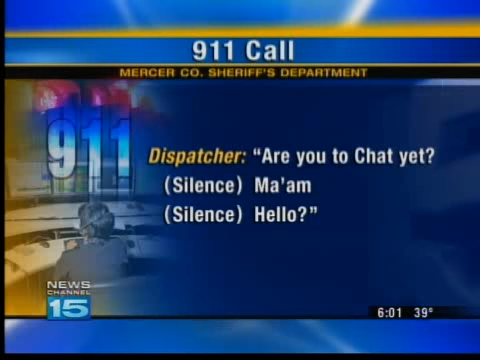 911 Call
MERCER CO. SHERIFF'S DEPARTMENT
911
Dispatcher: "Are you to Chat yet?
(Silence) Ma'am
(Silence) Hello?"
NEWS
CHANNEL
15
6:01 39°